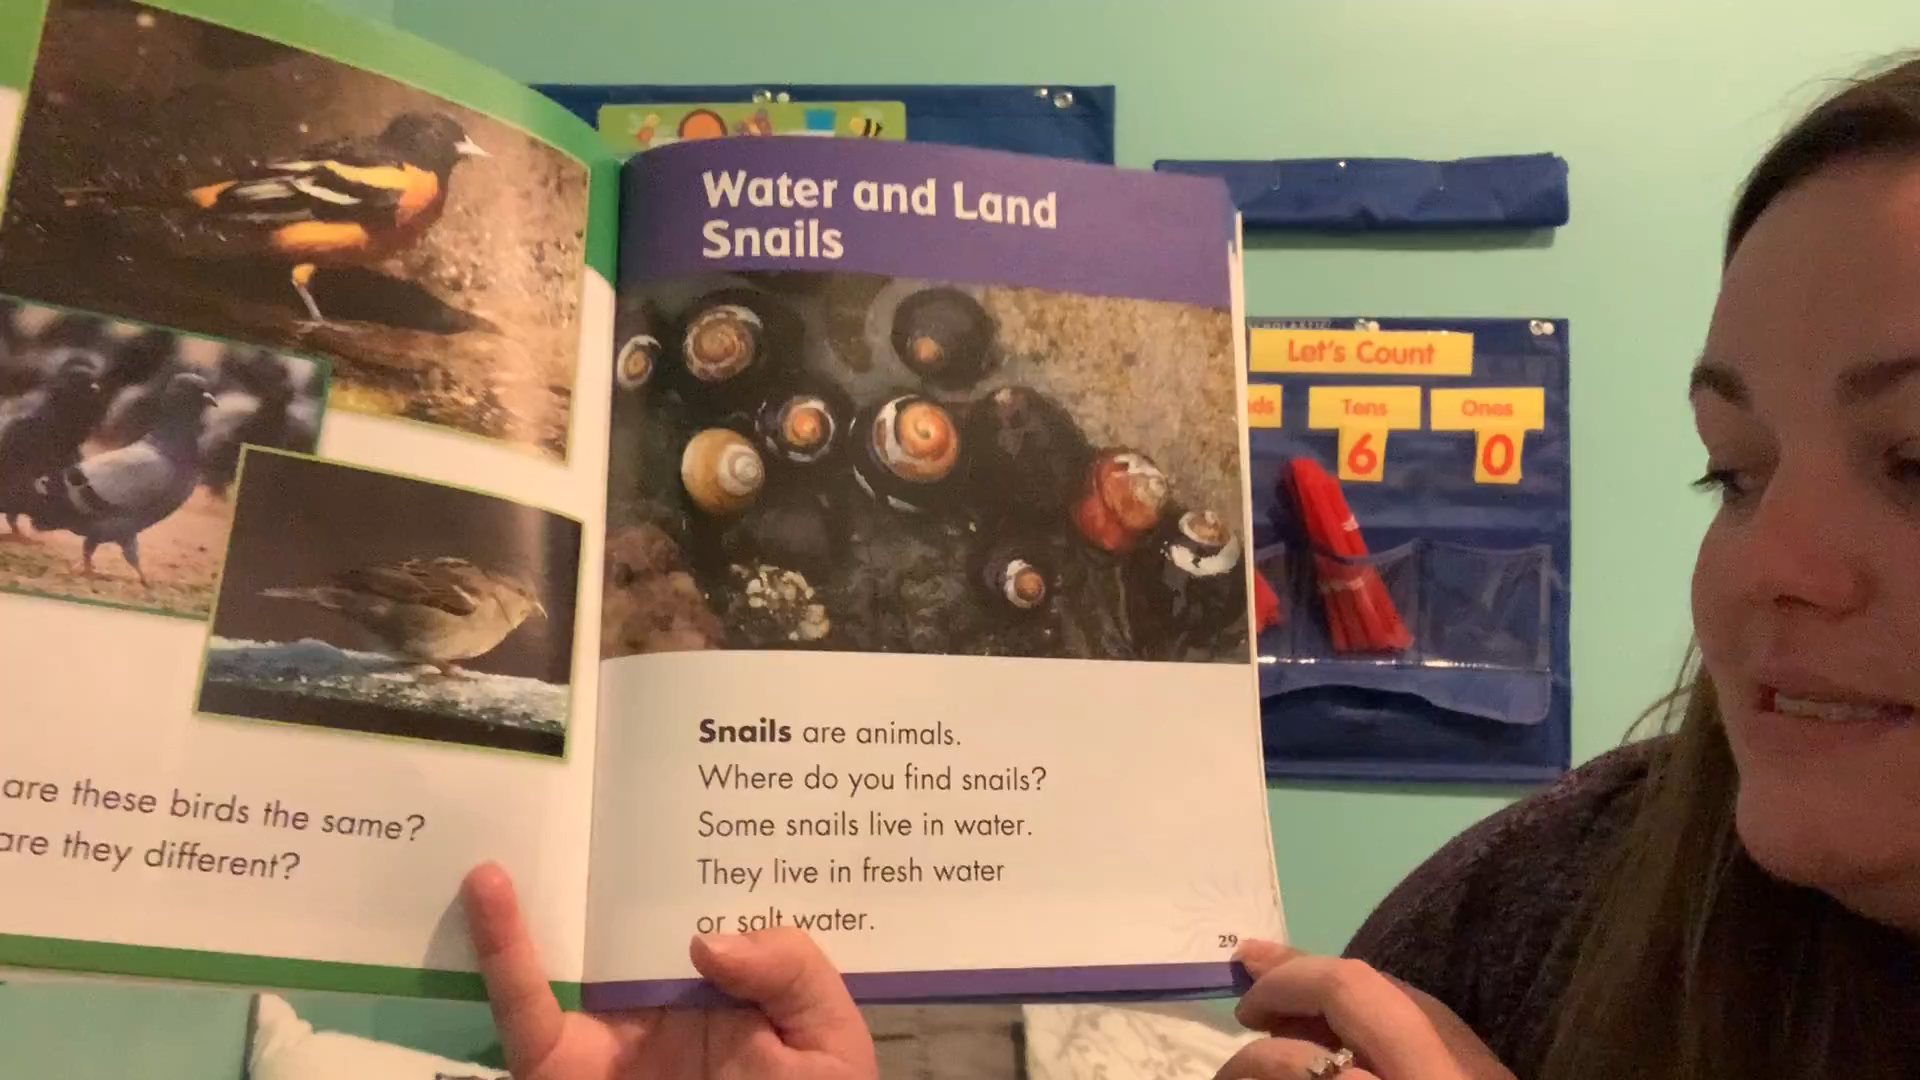 are these birds the same?
are they different?
Water and Land
Snails
Snails are animals.
Where do you find snails?
Some snails live in water.
They live in fresh water
or salt water.
29
SCHOLASTIC
Let's Count
Tens
Ones
6
0